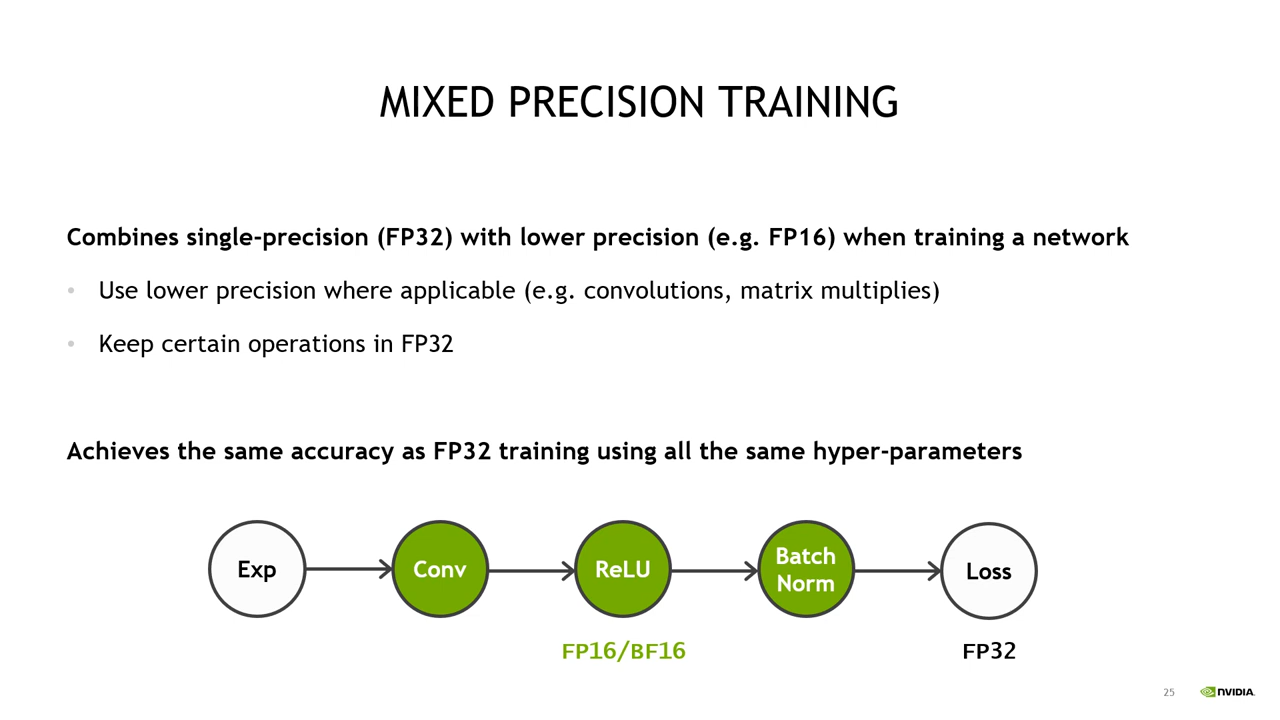 MIXED PRECISION TRAINING
Combines single-precision (FP32) with lower precision (e.g. FP16) when training a network
• Use lower precision where applicable (e.g. convolutions, matrix multiplies)
• Keep certain operations in FP32
Achieves the same accuracy as FP32 training using all the same hyper-parameters
Exp
Conv
ReLU
Batch
Norm
Loss
FP16/BF16
FP32
25
NVIDIA.